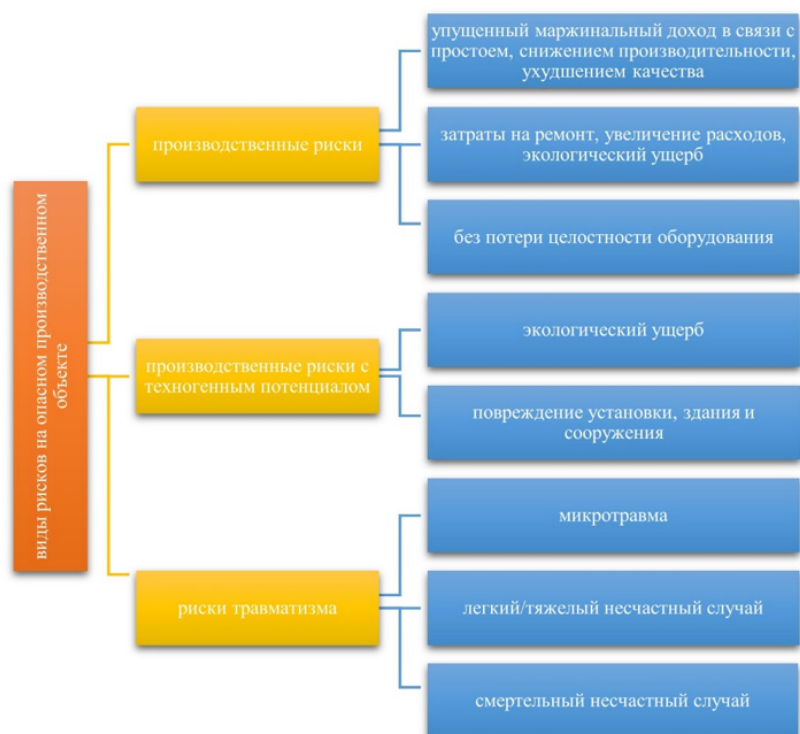 виды рисков на опасном производственном
объекте
производственные риски
упущенный маржинальный доход в связи с
простоем, снижением производительности,
ухудшением качества
затраты на ремонт, увеличение расходов,
экологический ущерб
без потери целостности оборудования
производственные риски с
техногенным потенциалом
экологический ущерб
повреждение установки, здания и
сооружения
риски травматизма
микротравма
легкий/тяжелый несчастный случай
смертельный несчастный случай